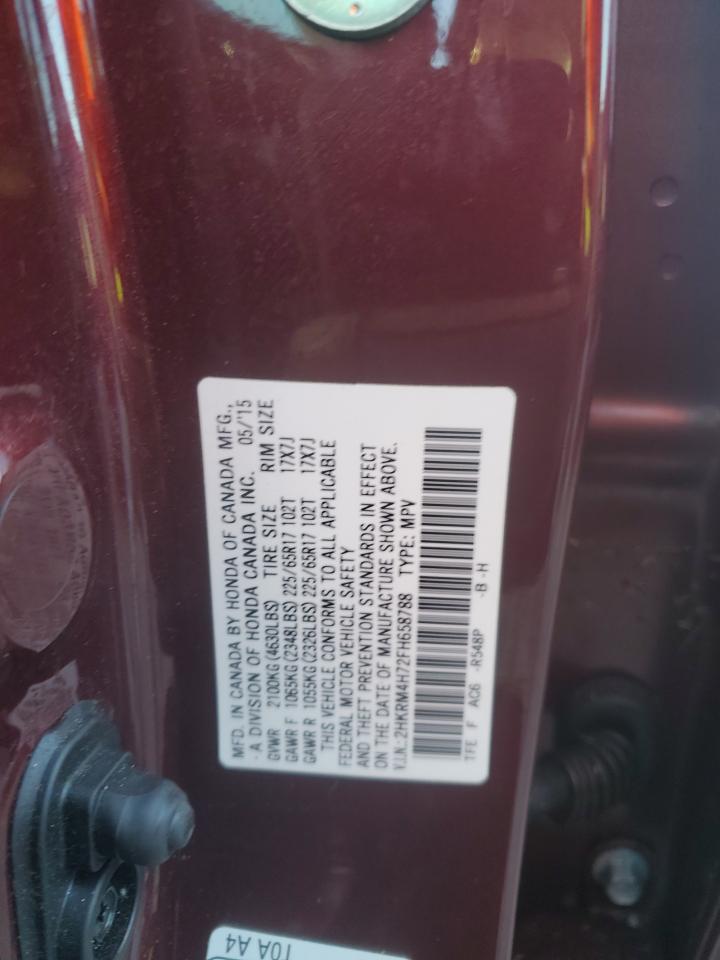 MFD. IN CANADA BY HONDA OF CANADA MFG.,
- A DIVISION OF HONDA CANADA INC. 05/'15
GVWR 2100KG (4630LBS) TIRE SIZE RIM SIZE
GAWR F 1065KG (2348LBS) 225/65R17 102T 17X7J
GAWR R 1055KG (2326LBS) 225/65R17 102T 17X7J
THIS VEHICLE CONFORMS TO ALL APPLICABLE
FEDERAL MOTOR VEHICLE SAFETY
AND THEFT PREVENTION STANDARDS IN EFFECT
ON THE DATE OF MANUFACTURE SHOWN ABOVE.
V.I.N.: 2HKRM4H72FH658788 TYPE: MPV
TFE F AC6 -R548P -B -H
TOA A4